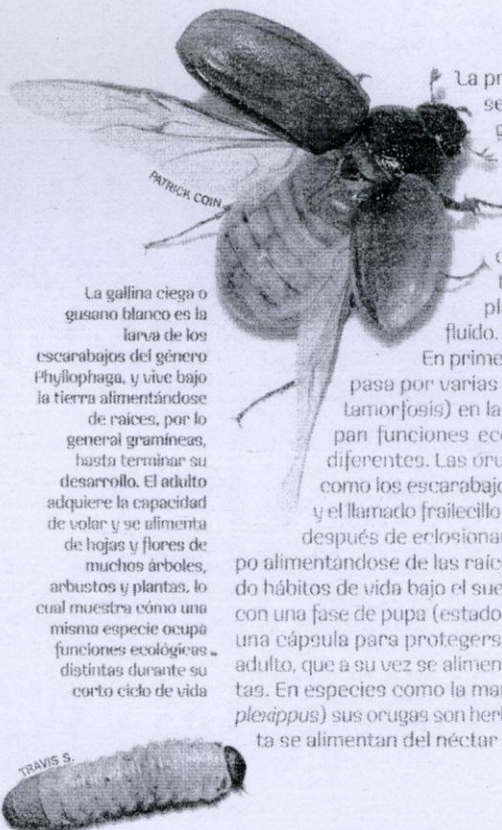 PATRICK COIN
La gallina ciega o
gusano blanco es la
larva de los
escarabajos del género
Phyllophaga, y vive bajo
la tierra alimentándose
de raíces, por lo
general gramíneas,
hasta terminar su
desarrollo. El adulto
adquiere la capacidad
de volar y se alimenta
de hojas y flores de
muchos árboles,
arbustos y plantas, lo
cual muestra cómo una
misma especie ocupa
funciones ecológicas
distintas durante su
corto ciclo de vida
TRAVIS S.
La pr
se
pl
fluido.
En prime
pasa por varias
tamorfosis) en la
pan funciones eco
diferentes. Las oru
como los escarabajo
y el llamado frailecillo
después de eclosionar
po alimentándose de las raíce
do hábitos de vida bajo el sue
con una fase de pupa (estado
una cápsula para protegers
adulto, que a su vez se alimen
tas. En especies como la mar
plexippus) sus orugas son herb
ta se alimentan del néctar